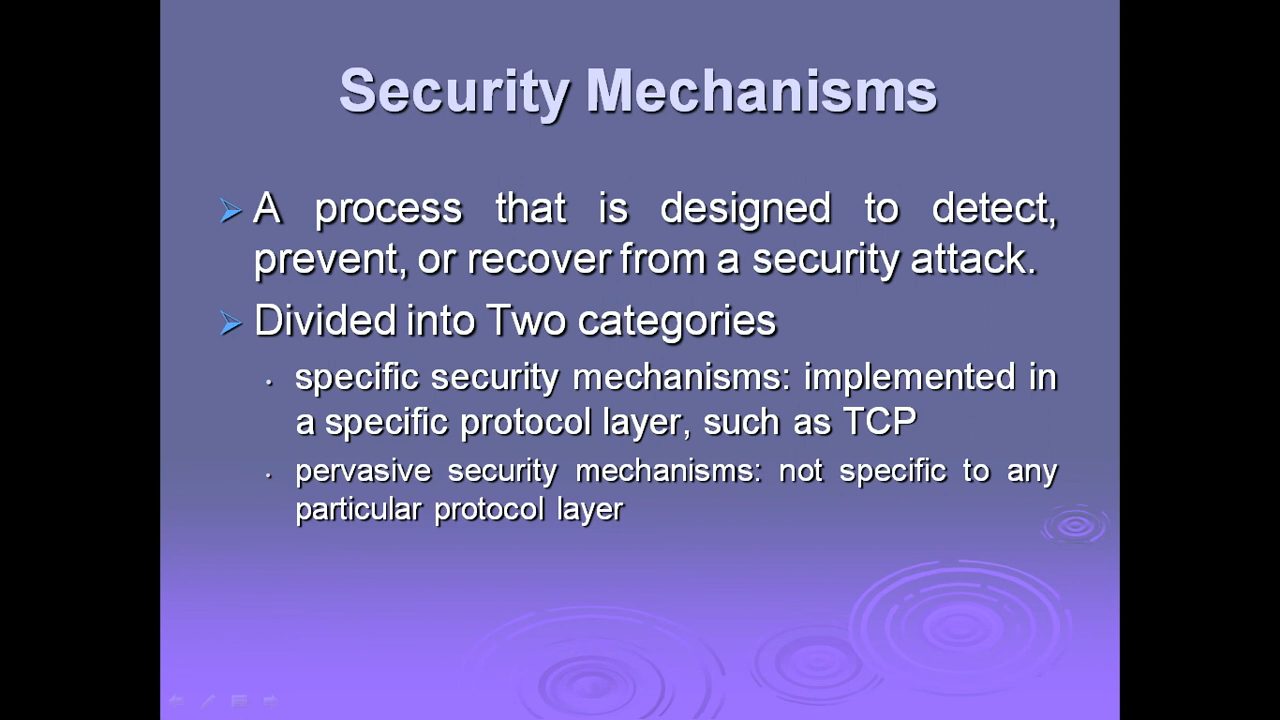 Security Mechanisms
A process that is designed to detect,
prevent, or recover from a security attack.
Divided into Two categories
specific security mechanisms: implemented in
a specific protocol layer, such as TCP
pervasive security mechanisms: not specific to any
particular protocol layer